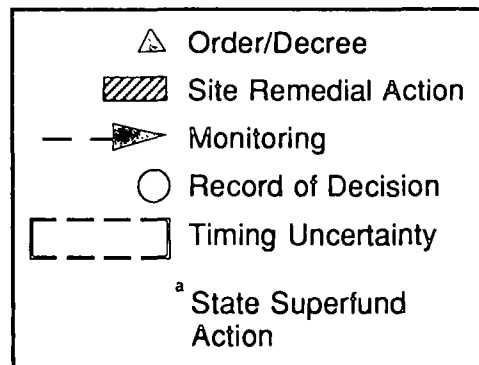 Order/Decree
Site Remedial Action
Monitoring
Record of Decision
Timing Uncertainty
a State Superfund
Action